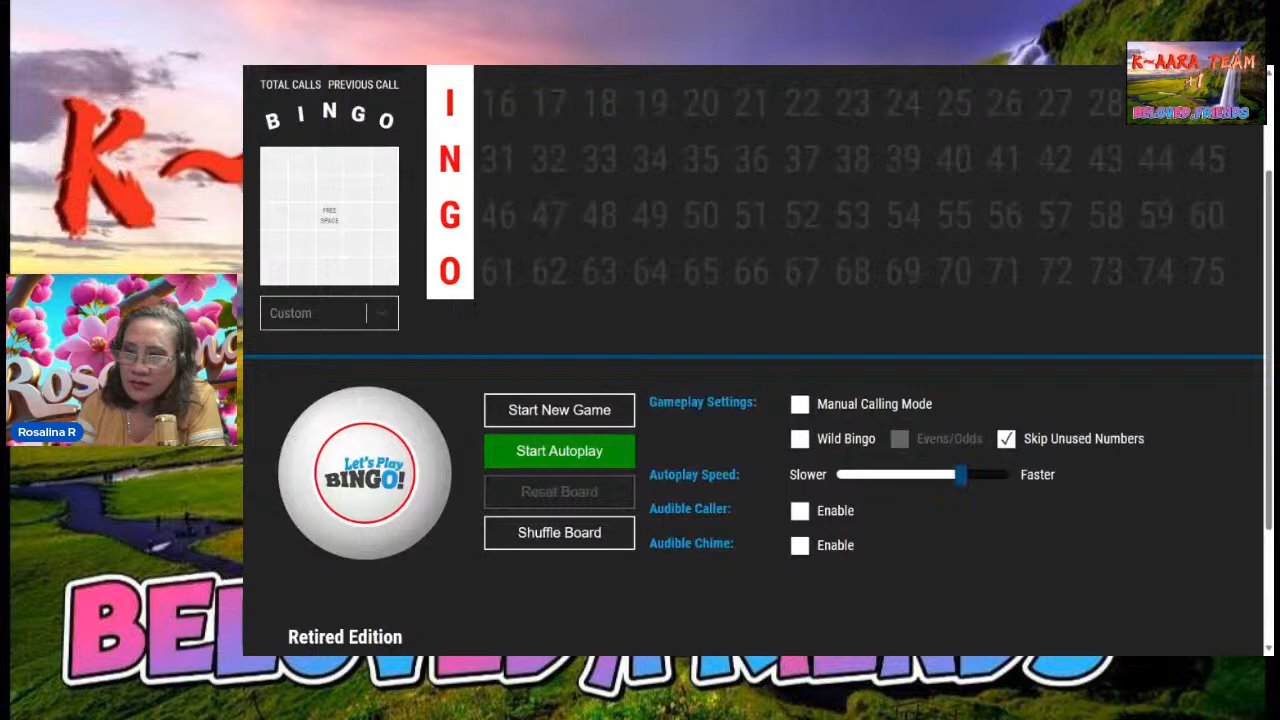 K~
K~AARA TEAM
+1
BELOVED,FRIENDS
TOTAL CALLS PREVIOUS CALL
B I N G O
FREE
SPACE
Custom
I 16 17 18 19 20 21 22 23 24 25 26 27 28
N 31 32 33 34 35 36 37 38 39 40 41 42 43 44 45
G 46 47 48 49 50 51 52 53 54 55 56 57 58 59 60
O 61 62 63 64 65 66 67 68 69 70 71 72 73 74 75
Rosalina R
Let's Play
BINGO!
Start New Game
Start Autoplay
Reset Board
Shuffle Board
Gameplay Settings:
Manual Calling Mode
Wild Bingo
Evens/Odds
Skip Unused Numbers
Autoplay Speed:
Slower
Faster
Audible Caller:
Enable
Audible Chime:
Enable
Retired Edition
BELOVED,FRIENDS